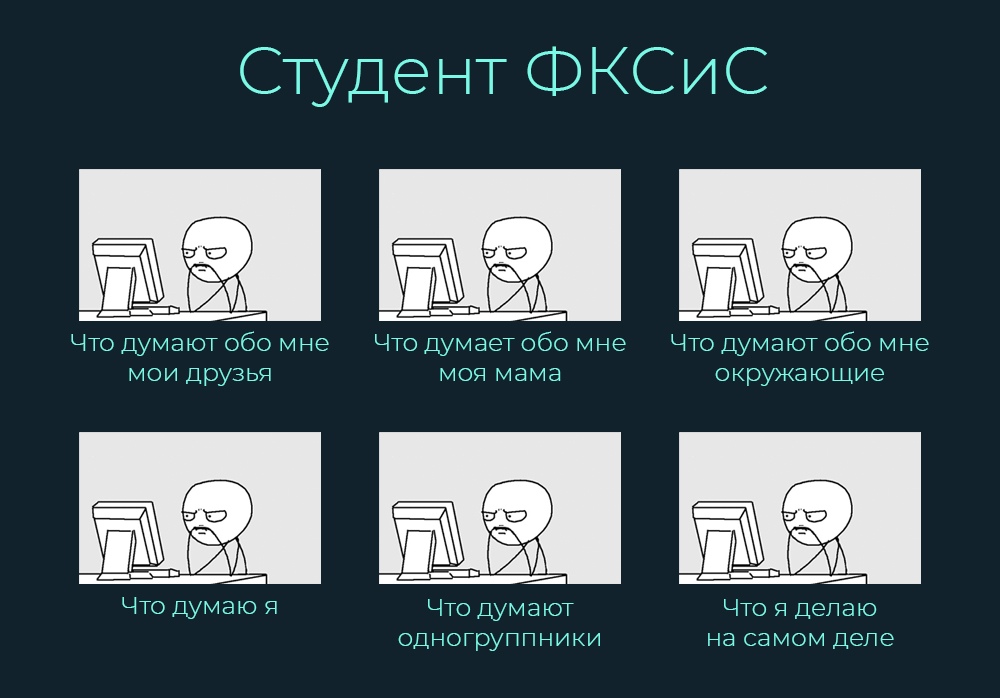 Студент ФКСиС
Что думают обо мне
мои друзья
Что думает обо мне
моя мама
Что думают обо мне
окружающие
Что думаю я
Что думают
одногруппники
Что я делаю
на самом деле